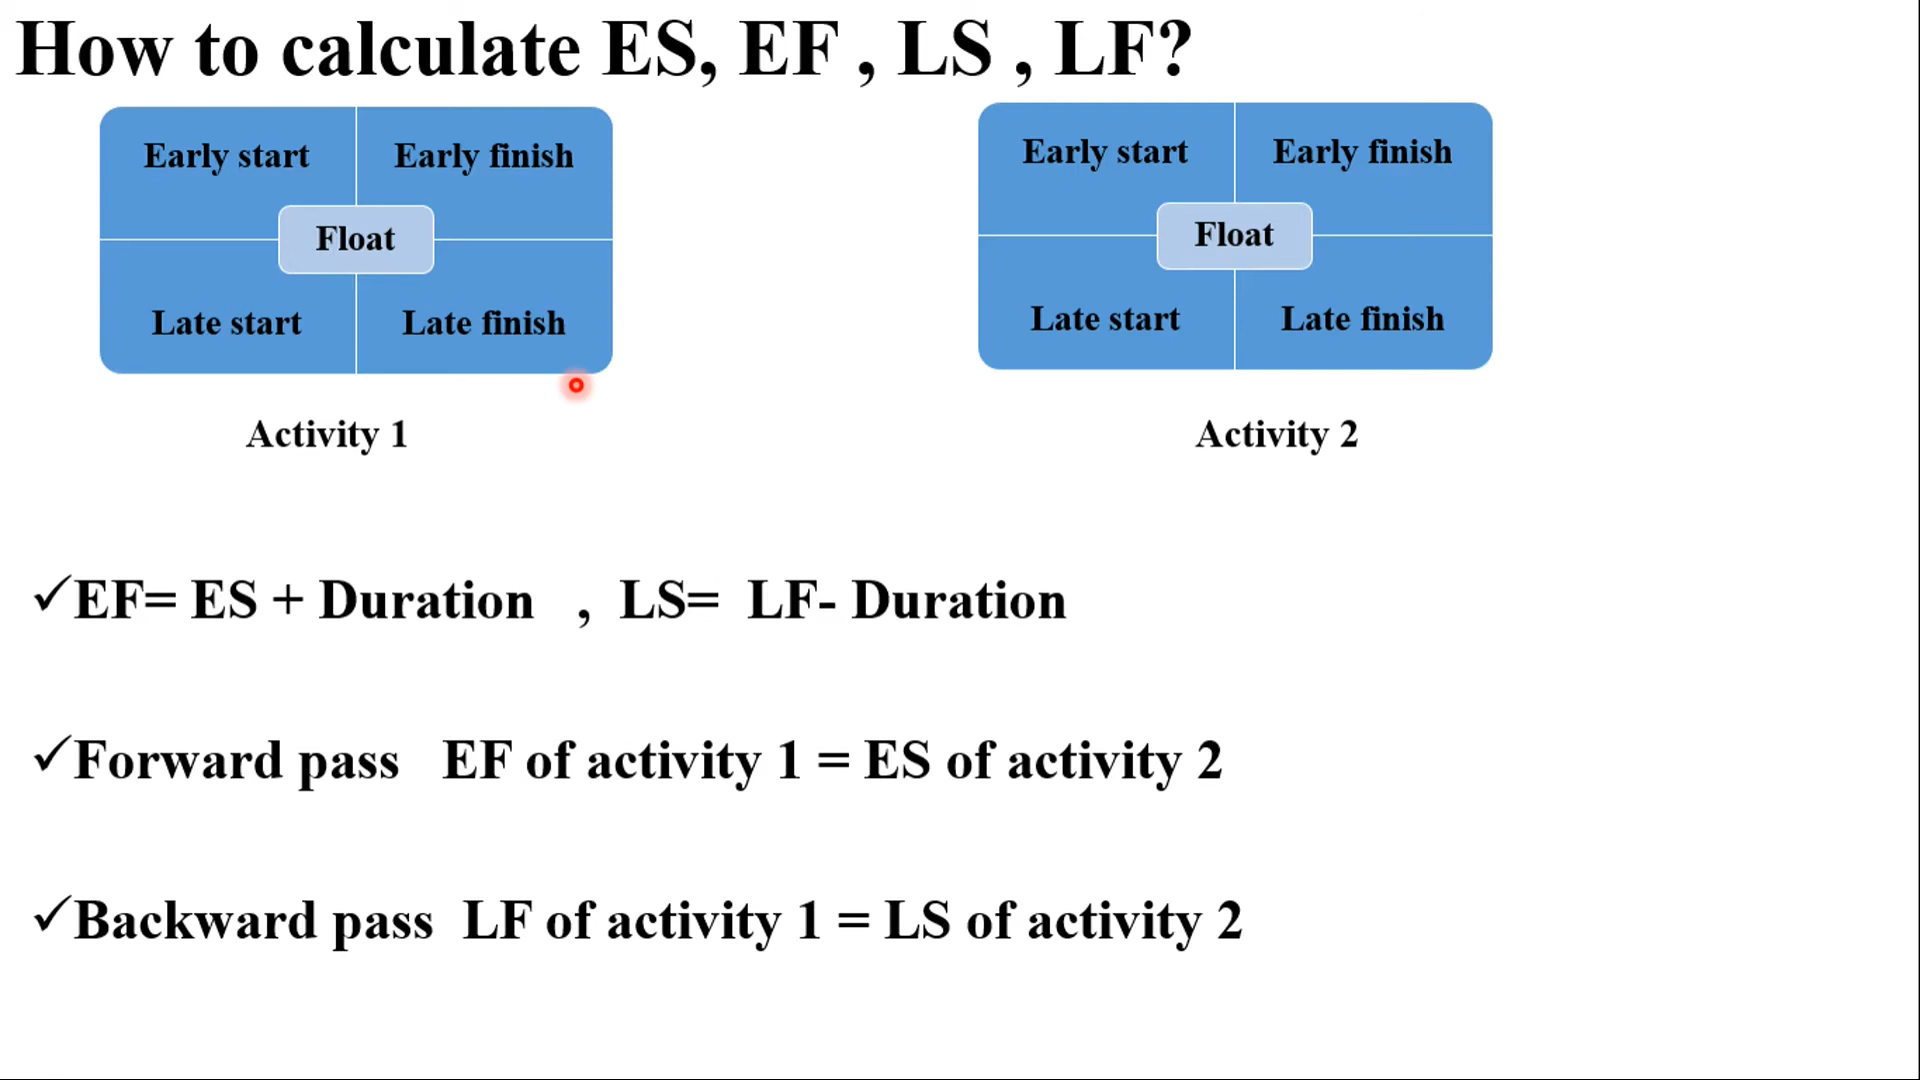 How to calculate ES, EF , LS , LF?
Early start
Early finish
Float
Late start
Late finish
Activity 1
Early start
Early finish
Float
Late start
Late finish
Activity 2
✓EF= ES + Duration , LS= LF- Duration
✓Forward pass EF of activity 1 = ES of activity 2
✓Backward pass LF of activity 1 = LS of activity 2